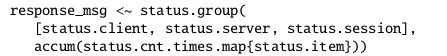 response_msg <~ status.group(
[status.client, status.server, status.session],
accum(status.cnt.times.map{status.item}))